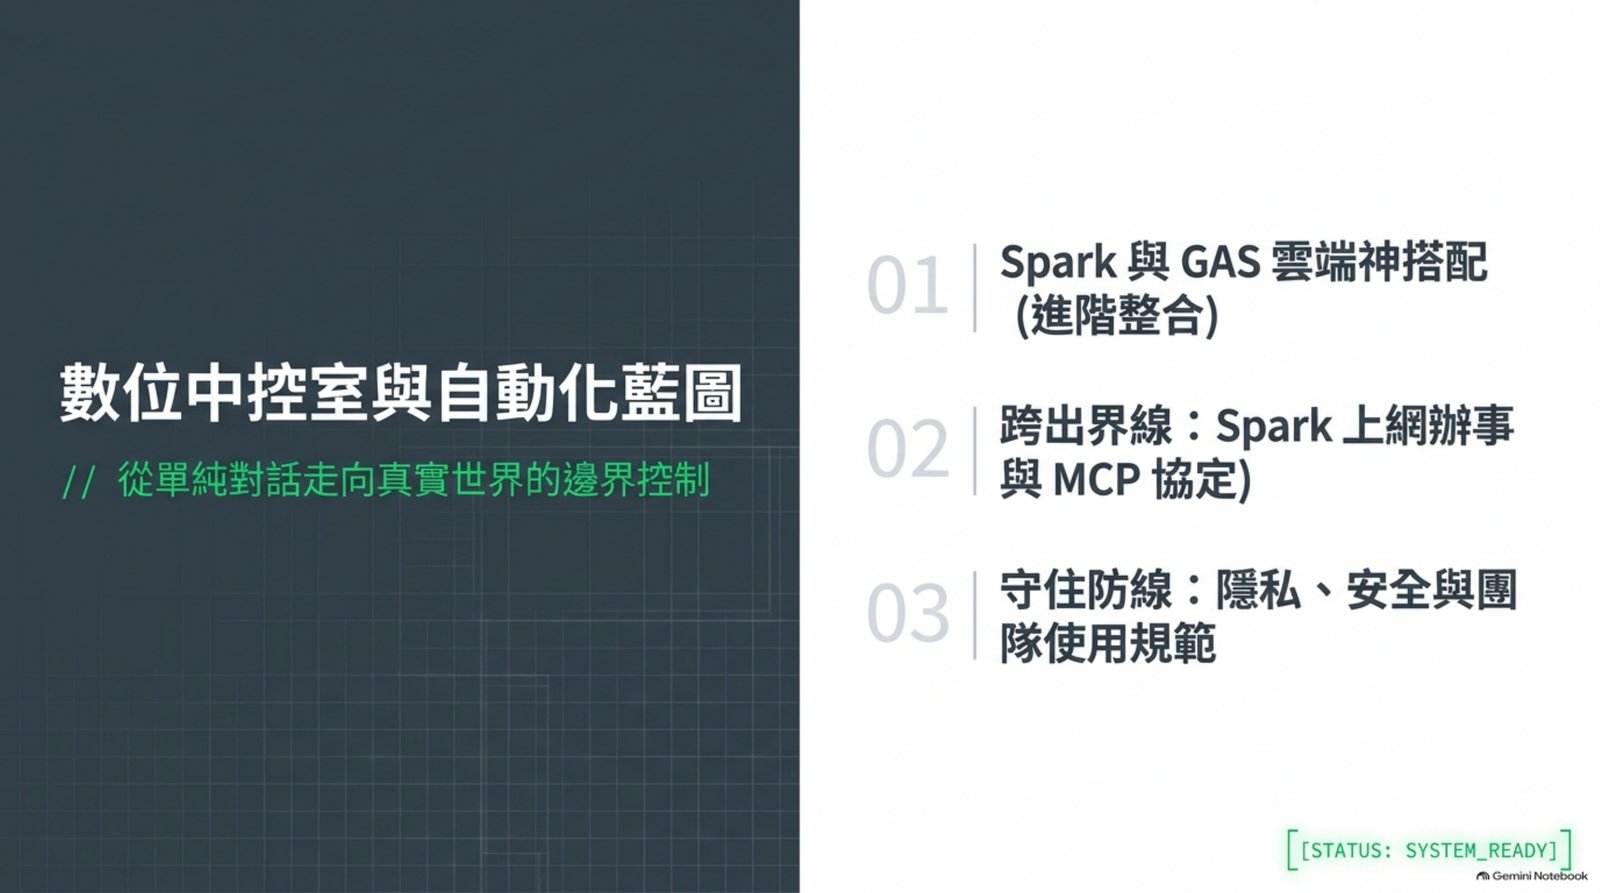 數位中控室與自動化藍圖
// 從單純對話走向真實世界的邊界控制
01
Spark 與 GAS 雲端神搭配
(進階整合)
02
跨出界線：Spark 上網辦事
與 MCP 協定)
03
守住防線：隱私、安全與團
隊使用規範
[[STATUS: SYSTEM_READY]]
Gemini Notebook